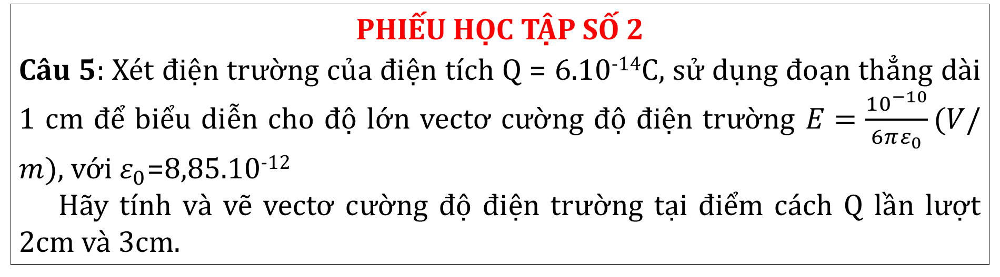 PHIẾU HỌC TẬP SỐ 2
Câu 5: Xét điện trường của điện tích Q = 6.10⁻¹⁴C, sử dụng đoạn thẳng dài
1 cm để biểu diễn cho độ lớn vectơ cường độ điện trường E = \frac{10^{-10}}{6πε_0} (V/
m), với ε₀=8,85.10⁻¹²
Hãy tính và vẽ vectơ cường độ điện trường tại điểm cách Q lần lượt
2cm và 3cm.